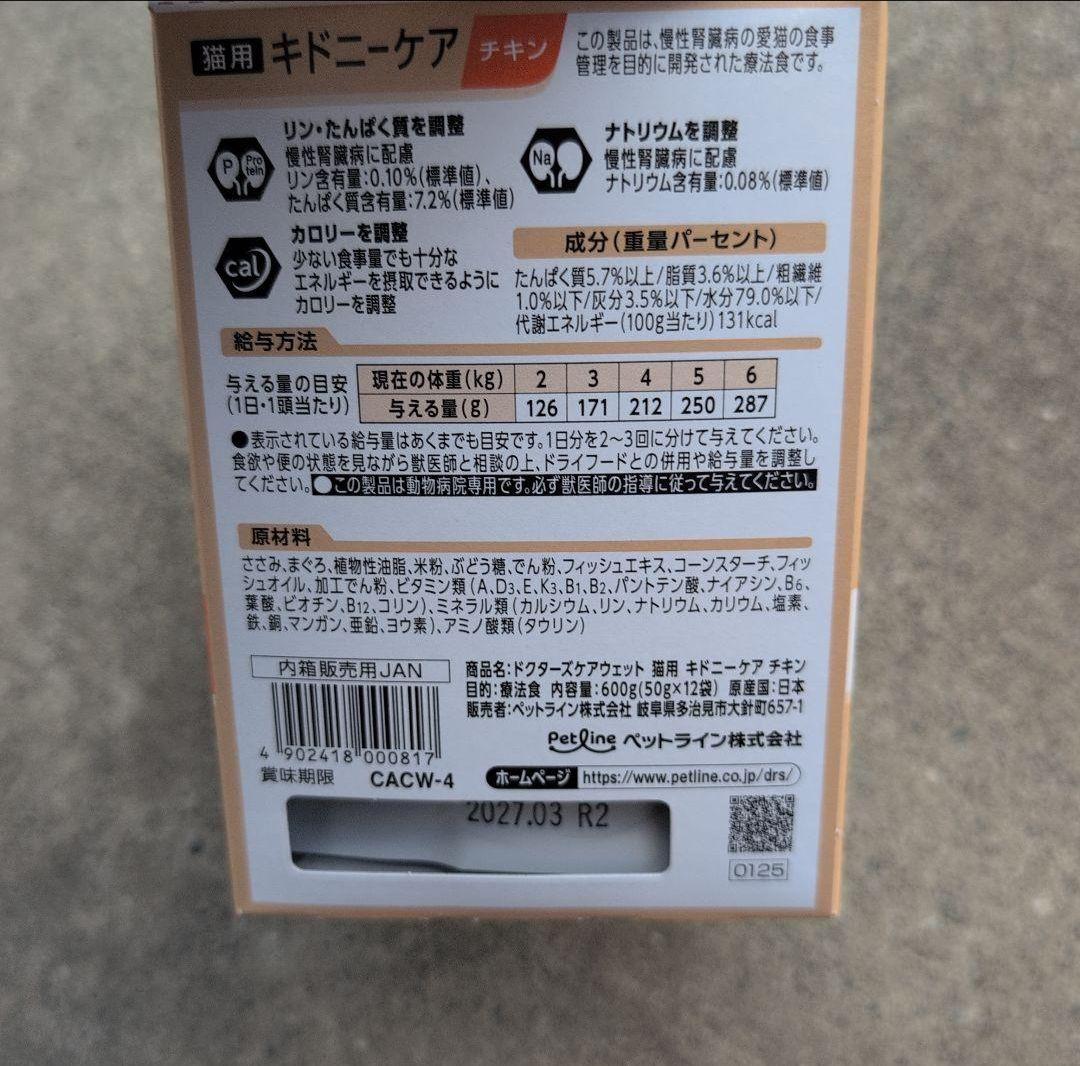 猫用 キドニーケア チキン
この製品は、慢性腎臓病の愛猫の食事
管理を目的に開発された療法食です。
P Protein
リン・たんぱく質を調整
慢性腎臓病に配慮
リン含有量:0.10%(標準値)、
たんぱく質含有量:7.2%(標準値)
Na
ナトリウムを調整
慢性腎臓病に配慮
ナトリウム含有量:0.08%(標準値)
cal
カロリーを調整
少ない食事量でも十分な
エネルギーを摂取できるように
カロリーを調整
成分(重量パーセント)
たんぱく質5.7%以上/脂質3.6%以上/粗繊維
1.0%以下/灰分3.5%以下/水分79.0%以下/
代謝エネルギー(100g当たり)131kcal
給与方法
与える量の目安
(1日・1頭当たり)
現在の体重(kg) 2 3 4 5 6
与える量(g) 126 171 212 250 287
●表示されている給与量はあくまでも目安です。1日分を2〜3回に分けて与えてください。
食欲や便の状態を見ながら獣医師と相談の上、ドライフードとの併用や給与量を調整し
てください。●この製品は動物病院専用です。必ず獣医師の指導に従って与えてください。
原材料
ささみ、まぐろ、植物性油脂、米粉、ぶどう糖、でん粉、フィッシュエキス、コーンスターチ、フィッ
シュオイル、加工でん粉、ビタミン類(A、D3、E、K3、B1、B2、パントテン酸、ナイアシン、B6、
葉酸、ビオチン、B12、コリン)、ミネラル類(カルシウム、リン、ナトリウム、カリウム、塩素、
鉄、銅、マンガン、亜鉛、ヨウ素)、アミノ酸類(タウリン)
内箱販売用JAN
4 902418 000817
商品名:ドクターズケアウェット 猫用 キドニーケア チキン
目的:療法食 内容量:600g(50g×12袋) 原産国:日本
販売者:ペットライン株式会社 岐阜県多治見市大針町657-1
Petline ペットライン株式会社
賞味期限 CACW-4
ホームページ https://www.petline.co.jp/drs/
2027.03 R2
0125